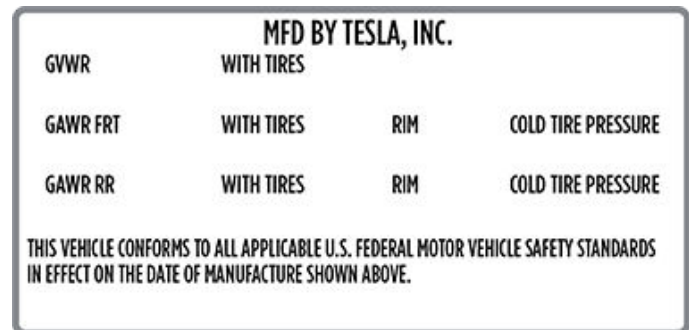 MFD BY TESLA, INC.
GVWR WITH TIRES
GAWR FRT WITH TIRES RIM COLD TIRE PRESSURE
GAWR RR WITH TIRES RIM COLD TIRE PRESSURE
THIS VEHICLE CONFORMS TO ALL APPLICABLE U.S. FEDERAL MOTOR VEHICLE SAFETY STANDARDS
IN EFFECT ON THE DATE OF MANUFACTURE SHOWN ABOVE.